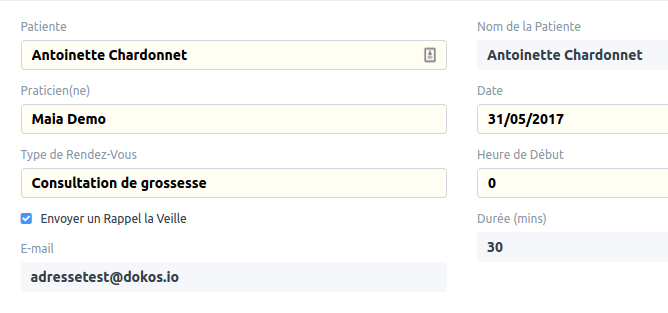 Patiente
Antoinette Chardonnet
Nom de la Patiente
Antoinette Chardonnet
Praticien(ne)
Maia Demo
Date
31/05/2017
Type de Rendez-Vous
Consultation de grossesse
Heure de Début
0
Envoyer un Rappel la Veille
Durée (mins)
30
E-mail
adressetest@dokos.io